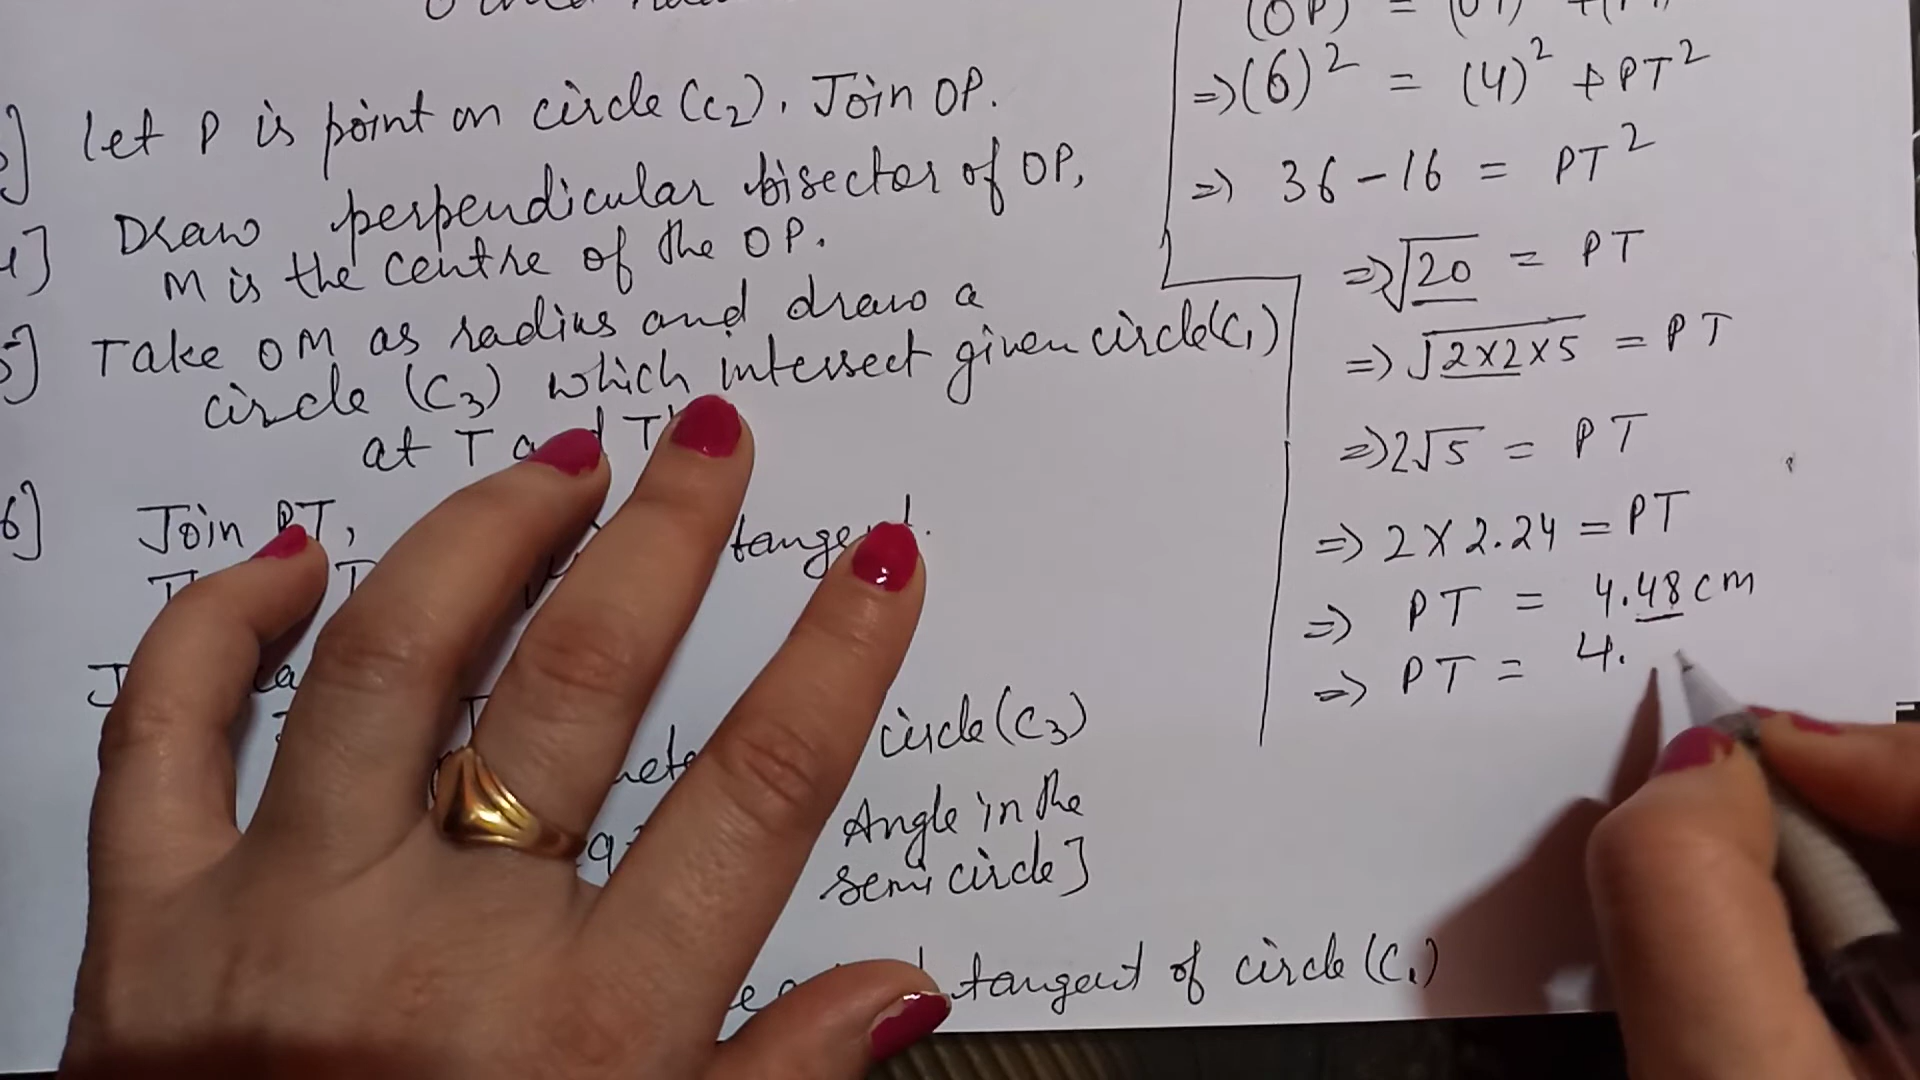 let P is point on circle (C2). Join OP.
4] Draw perpendicular bisector of OP,
M is the centre of the OP.
5] Take OM as radius and draw a
circle (C3) which intersect given circle (C1)
at T and T'
6] Join PT,
tangent.
circle (C3)
Angle in the
semi circle]
tangent of circle (C1)
(OP) = (OT) +(PT)
=> (6)² = (4)² + PT²
=> 36 - 16 = PT²
=> √20 = PT
=> √2×2×5 = PT
=> 2√5 = PT
=> 2 × 2.24 = PT
=> PT = 4.48 cm
=> PT = 4.